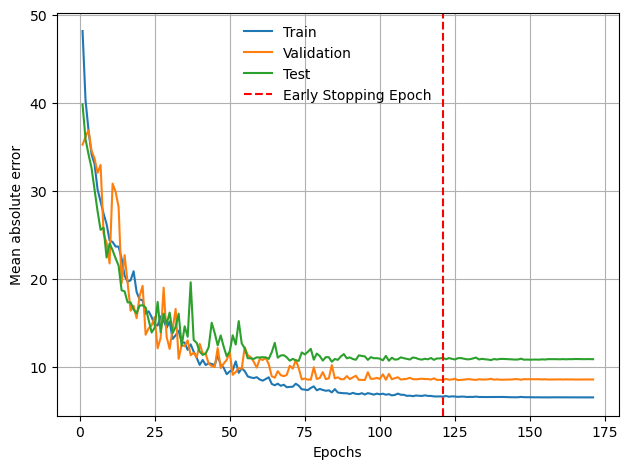 50
40
30
20
10
Mean absolute error
Train
Validation
Test
Early Stopping Epoch
0 25 50 75 100 125 150 175
Epochs